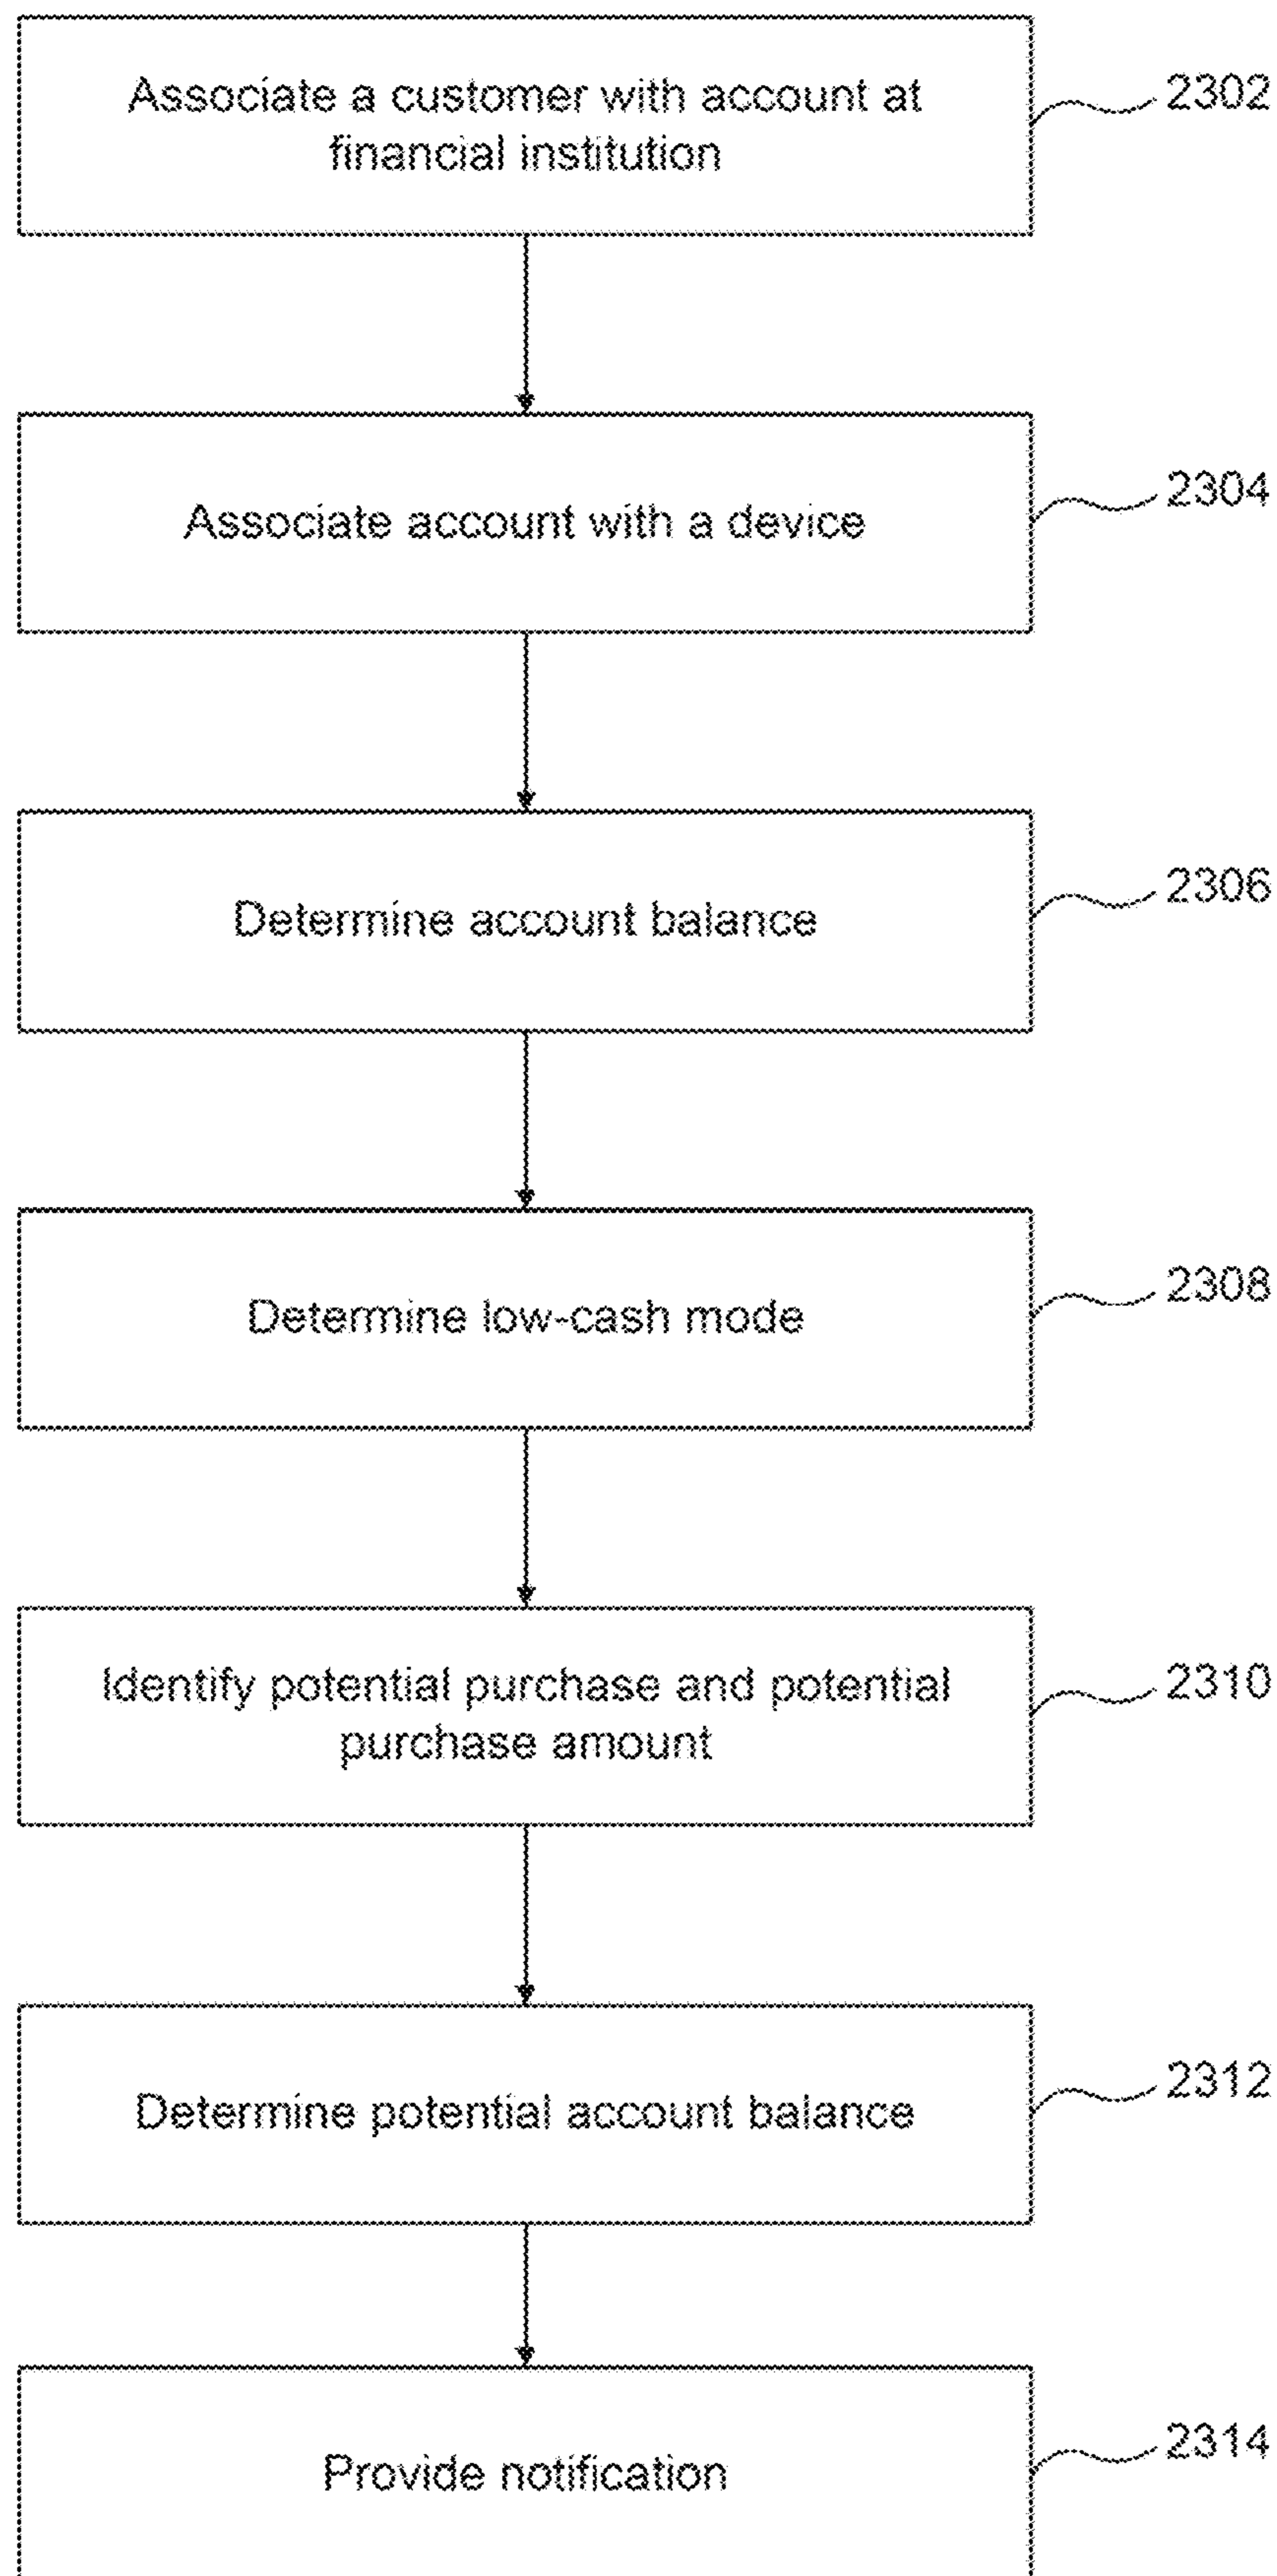 Associate a customer with account at
financial institution
2302
Associate account with a device
2304
Determine account balance
2306
Determine low-cash mode
2308
Identify potential purchase and potential
purchase amount
2310
Determine potential account balance
2312
Provide notification
2314